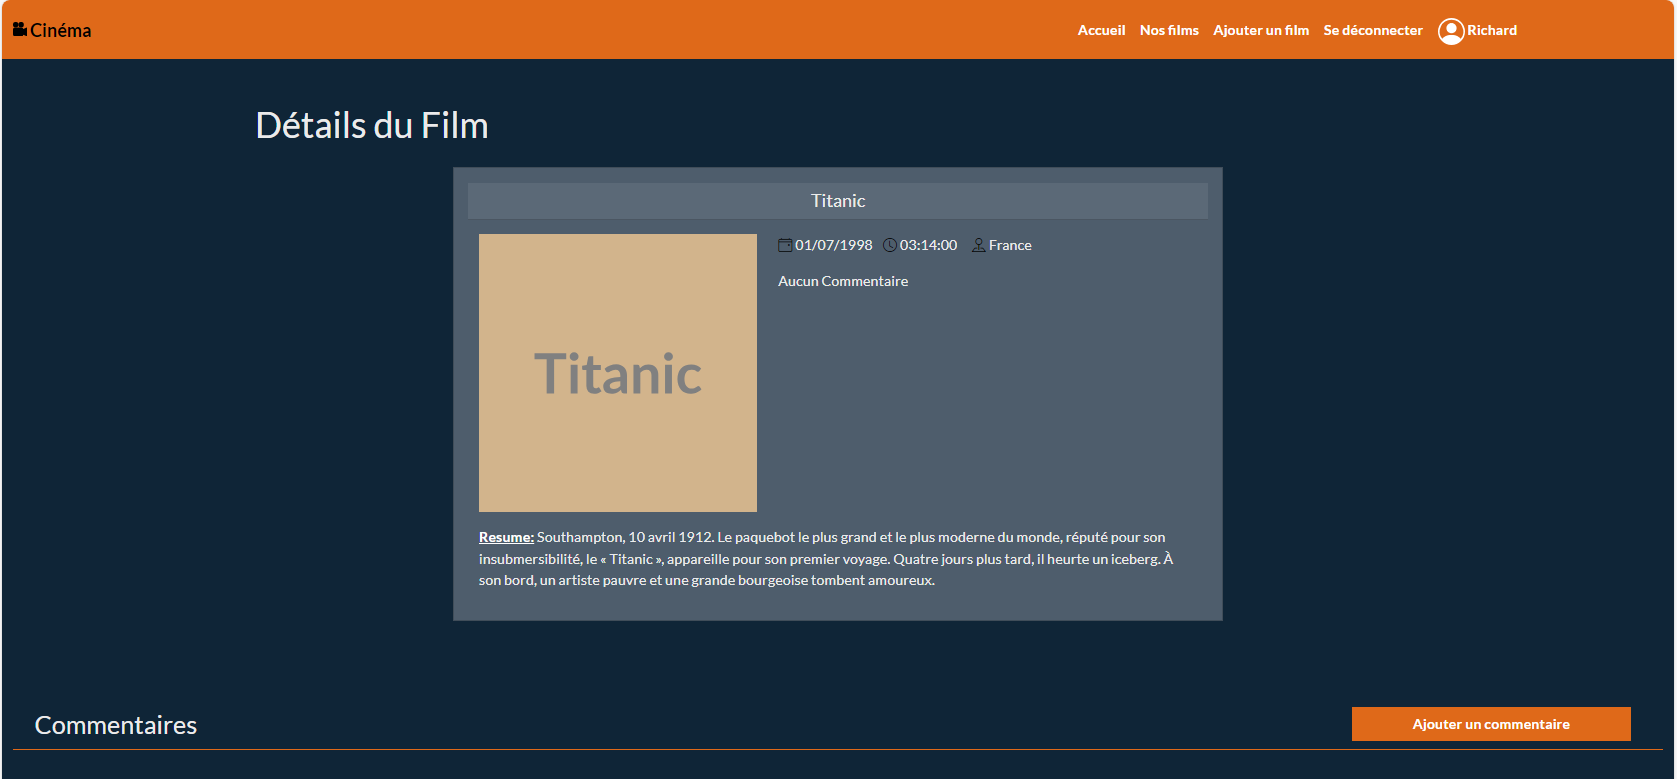 Cinéma
Accueil Nos films Ajouter un film Se déconnecter Richard
Détails du Film
Titanic
01/07/1998 03:14:00 France
Aucun Commentaire
Titanic
Resume: Southampton, 10 avril 1912. Le paquebot le plus grand et le plus moderne du monde, réputé pour son
insubmersibilité, le « Titanic », appareille pour son premier voyage. Quatre jours plus tard, il heurte un iceberg. À
son bord, un artiste pauvre et une grande bourgeoise tombent amoureux.
Commentaires
Ajouter un commentaire